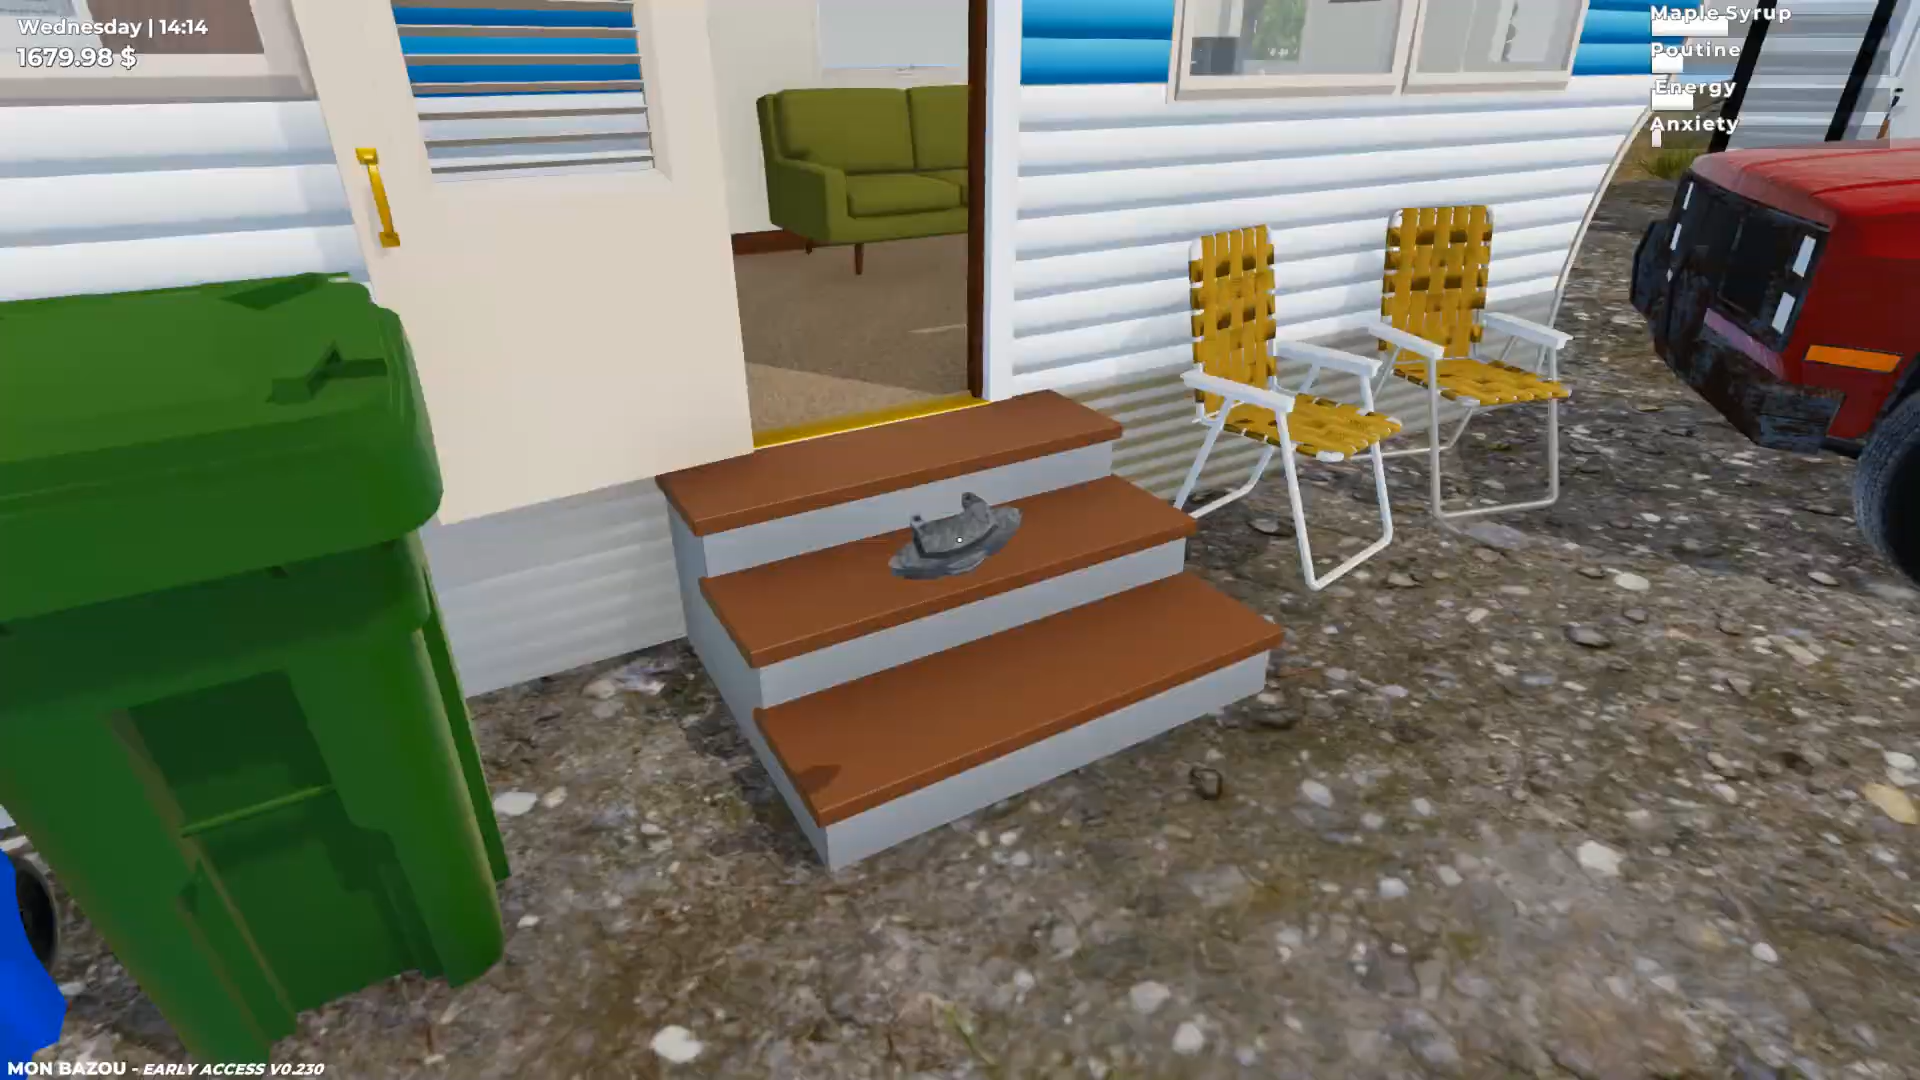 Wednesday | 14:14
1679.98 $
Maple Syrup
Poutine
Energy
Anxiety
MON BAZOU - EARLY ACCESS V0.230